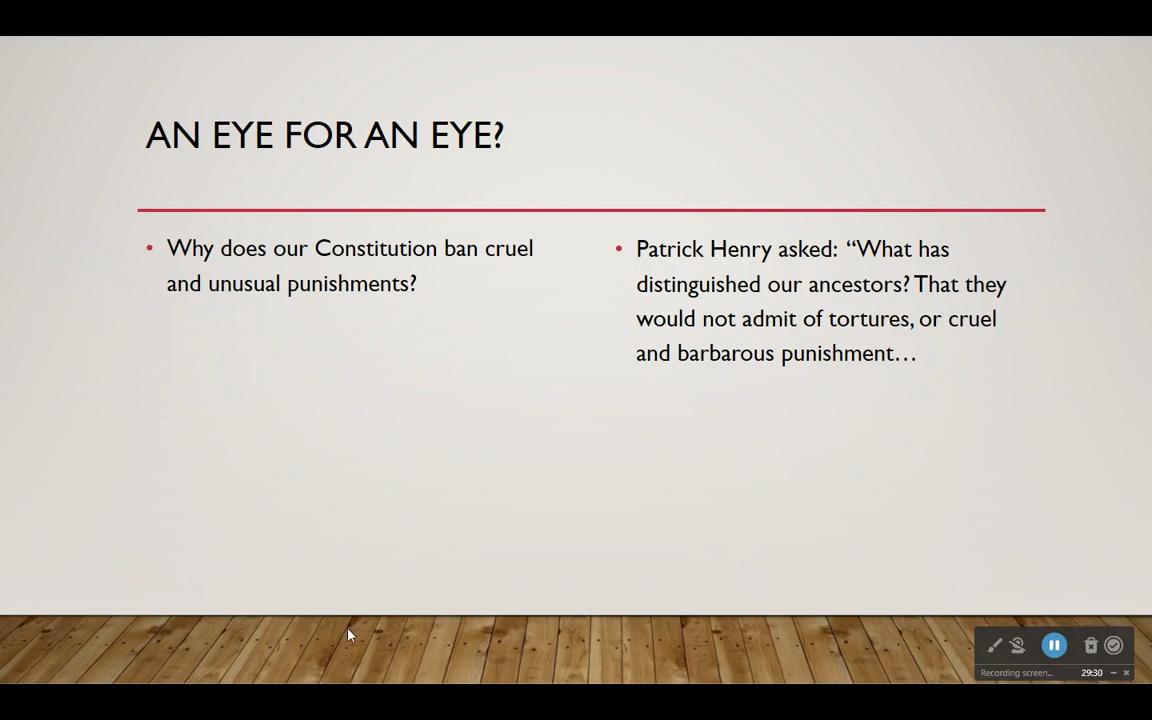 AN EYE FOR AN EYE?
• Why does our Constitution ban cruel
and unusual punishments?
• Patrick Henry asked: “What has
distinguished our ancestors? That they
would not admit of tortures, or cruel
and barbarous punishment…
Recording screen... 29:30